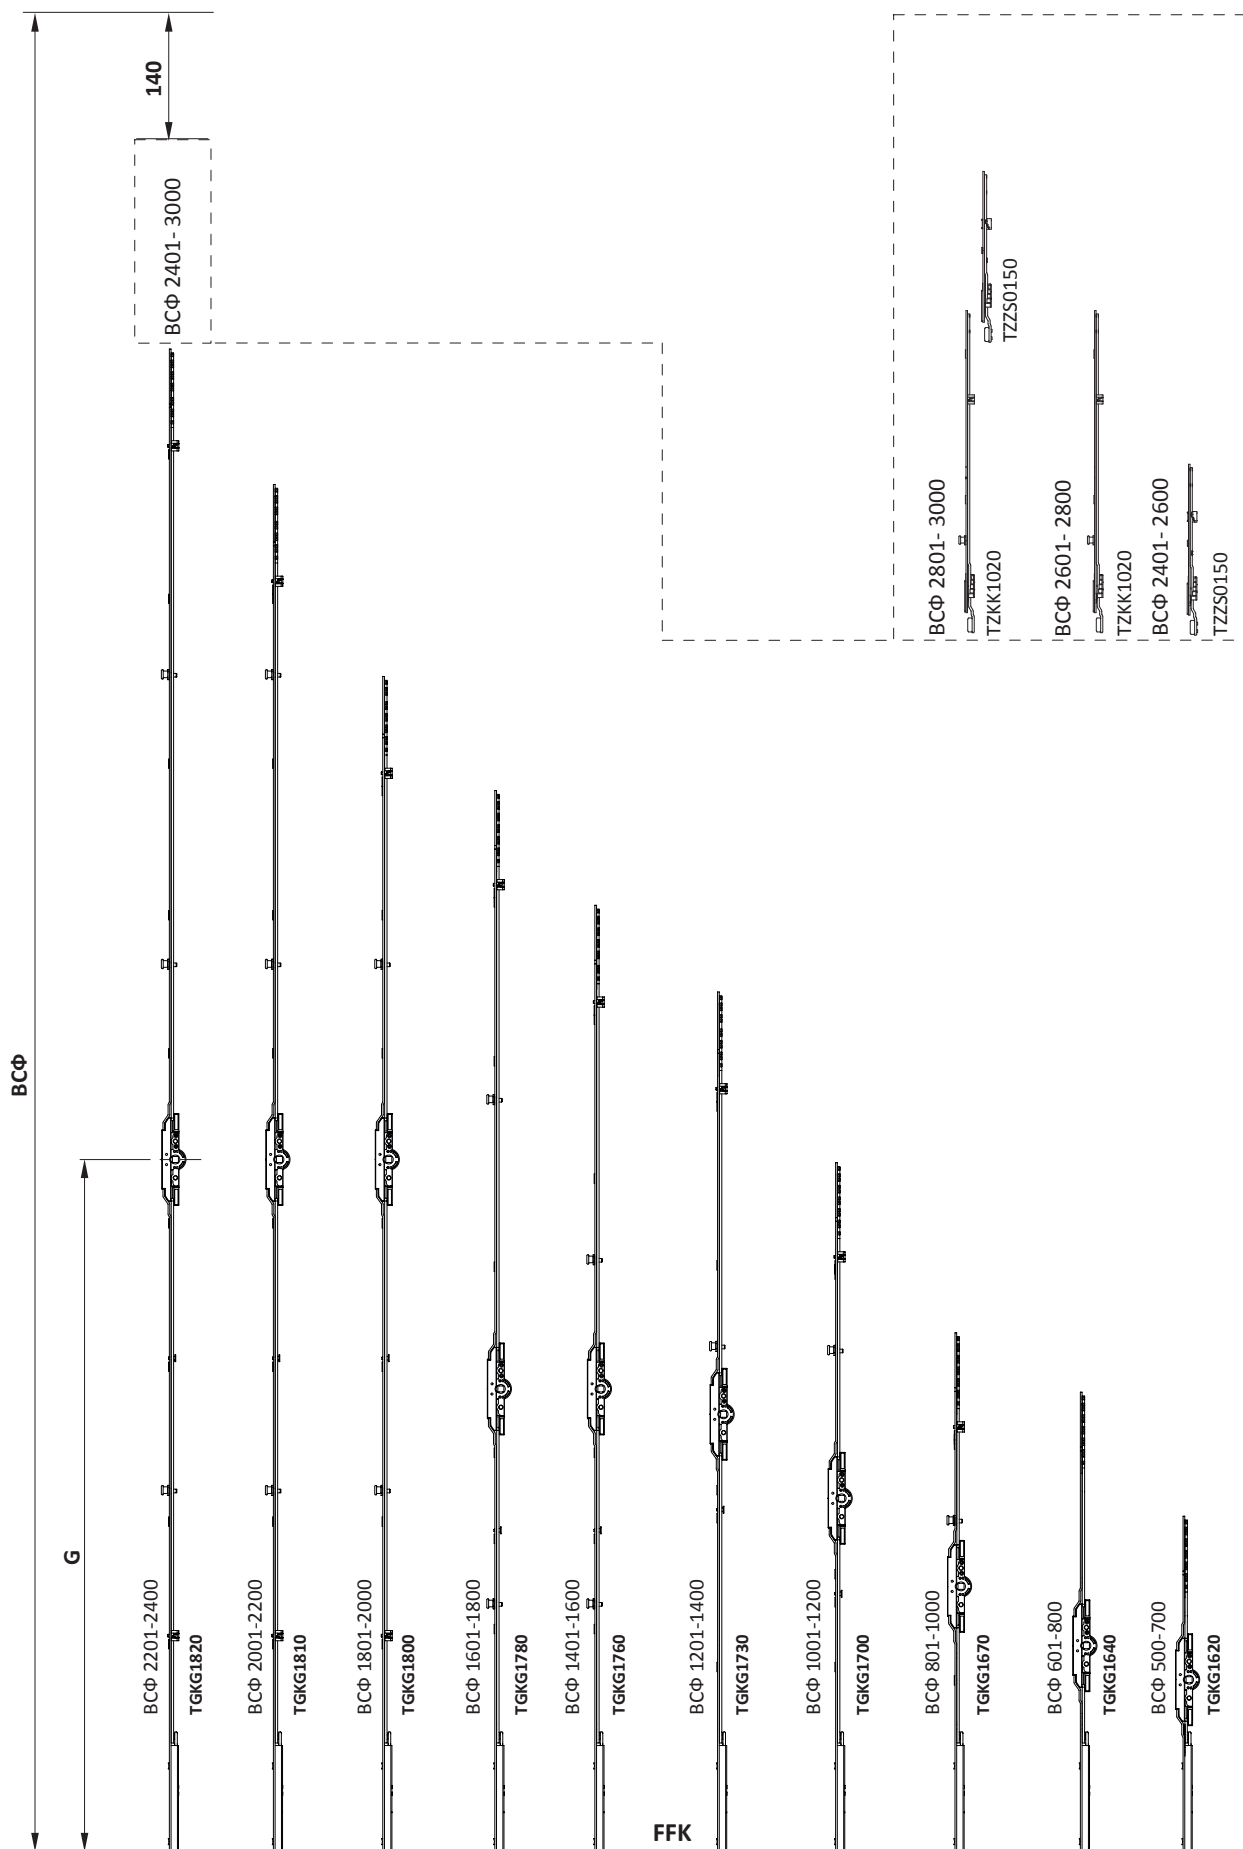 140
ВСФ 2401- 3000
TZZS0150
ВСФ 2801- 3000
TZKK1020
ВСФ 2601- 2800
TZKK1020
ВСФ 2401- 2600
TZZS0150
ВСФ
G
ВСФ 2201-2400
TGKG1820
ВСФ 2001-2200
TGKG1810
ВСФ 1801-2000
TGKG1800
ВСФ 1601-1800
TGKG1780
ВСФ 1401-1600
TGKG1760
ВСФ 1201-1400
TGKG1730
ВСФ 1001-1200
TGKG1700
ВСФ 801-1000
TGKG1670
ВСФ 601-800
TGKG1640
ВСФ 500-700
TGKG1620
FFK